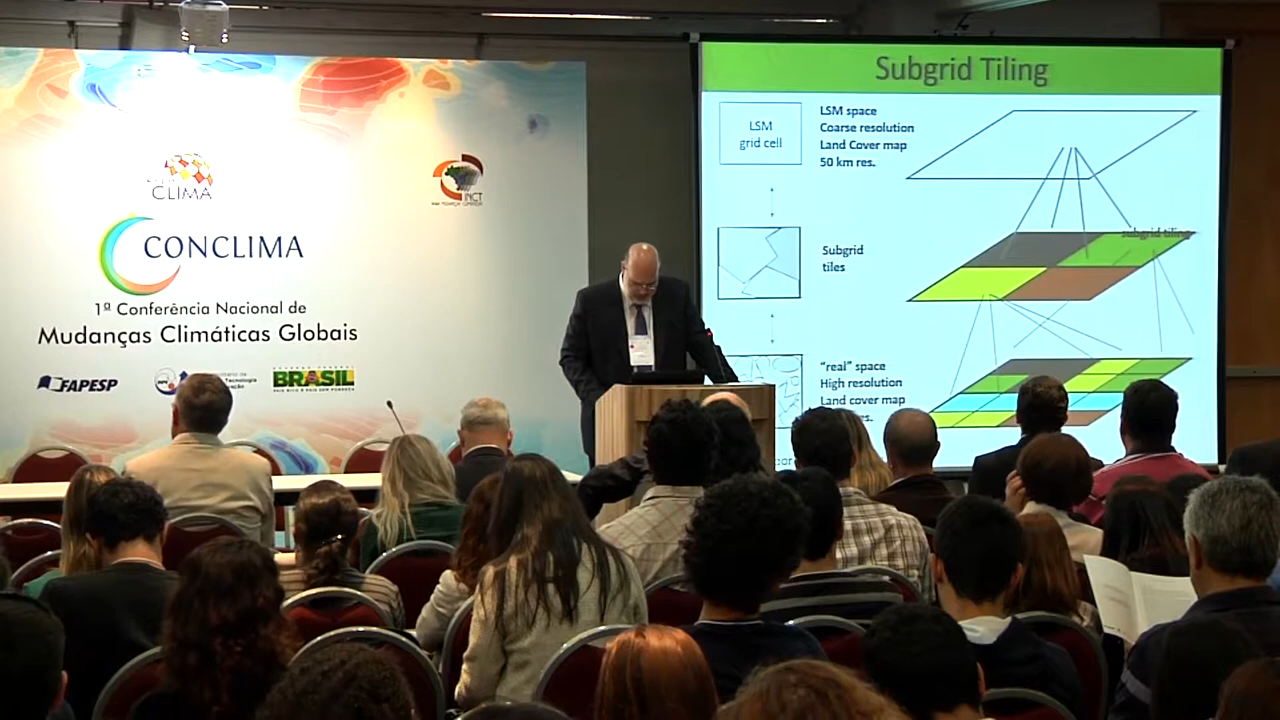 CLIMA
INCT
CONCLIMA
1ª Conferência Nacional de
Mudanças Climáticas Globais
FAPESP
Tecnologia
BRASIL
Subgrid Tiling
LSM
grid cell
LSM space
Coarse resolution
Land Cover map
50 km res.
subgrid tiling
Subgrid
tiles
“real” space
High resolution
Land cover map
res.